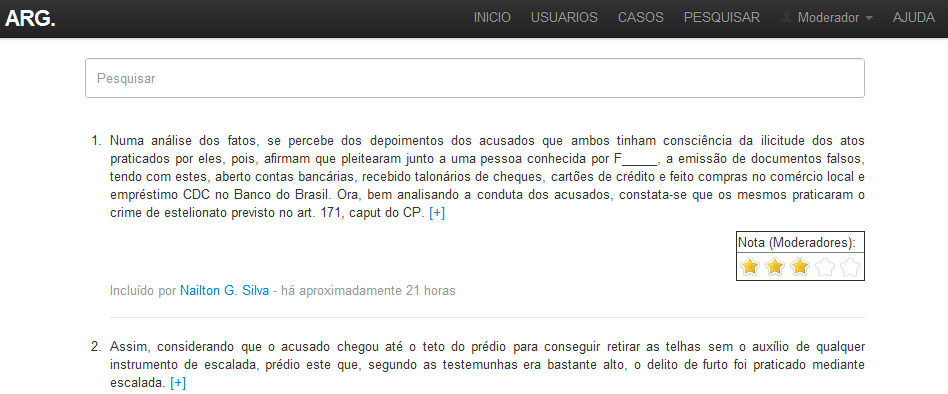 ARG.
INICIO USUARIOS CASOS PESQUISAR Moderador AJUDA
Pesquisar
1. Numa análise dos fatos, se percebe dos depoimentos dos acusados que ambos tinham consciência da ilicitude dos atos
praticados por eles, pois, afirmam que pleitearam junto a uma pessoa conhecida por F_____, a emissão de documentos falsos,
tendo com estes, aberto contas bancárias, recebido talonários de cheques, cartões de crédito e feito compras no comércio local e
empréstimo CDC no Banco do Brasil. Ora, bem analisando a conduta dos acusados, constata-se que os mesmos praticaram o
crime de estelionato previsto no art. 171, caput do CP. [+]
Nota (Moderadores):
Incluído por Nailton G. Silva - há aproximadamente 21 horas
2. Assim, considerando que o acusado chegou até o teto do prédio para conseguir retirar as telhas sem o auxílio de qualquer
instrumento de escalada, prédio este que, segundo as testemunhas era bastante alto, o delito de furto foi praticado mediante
escalada. [+]